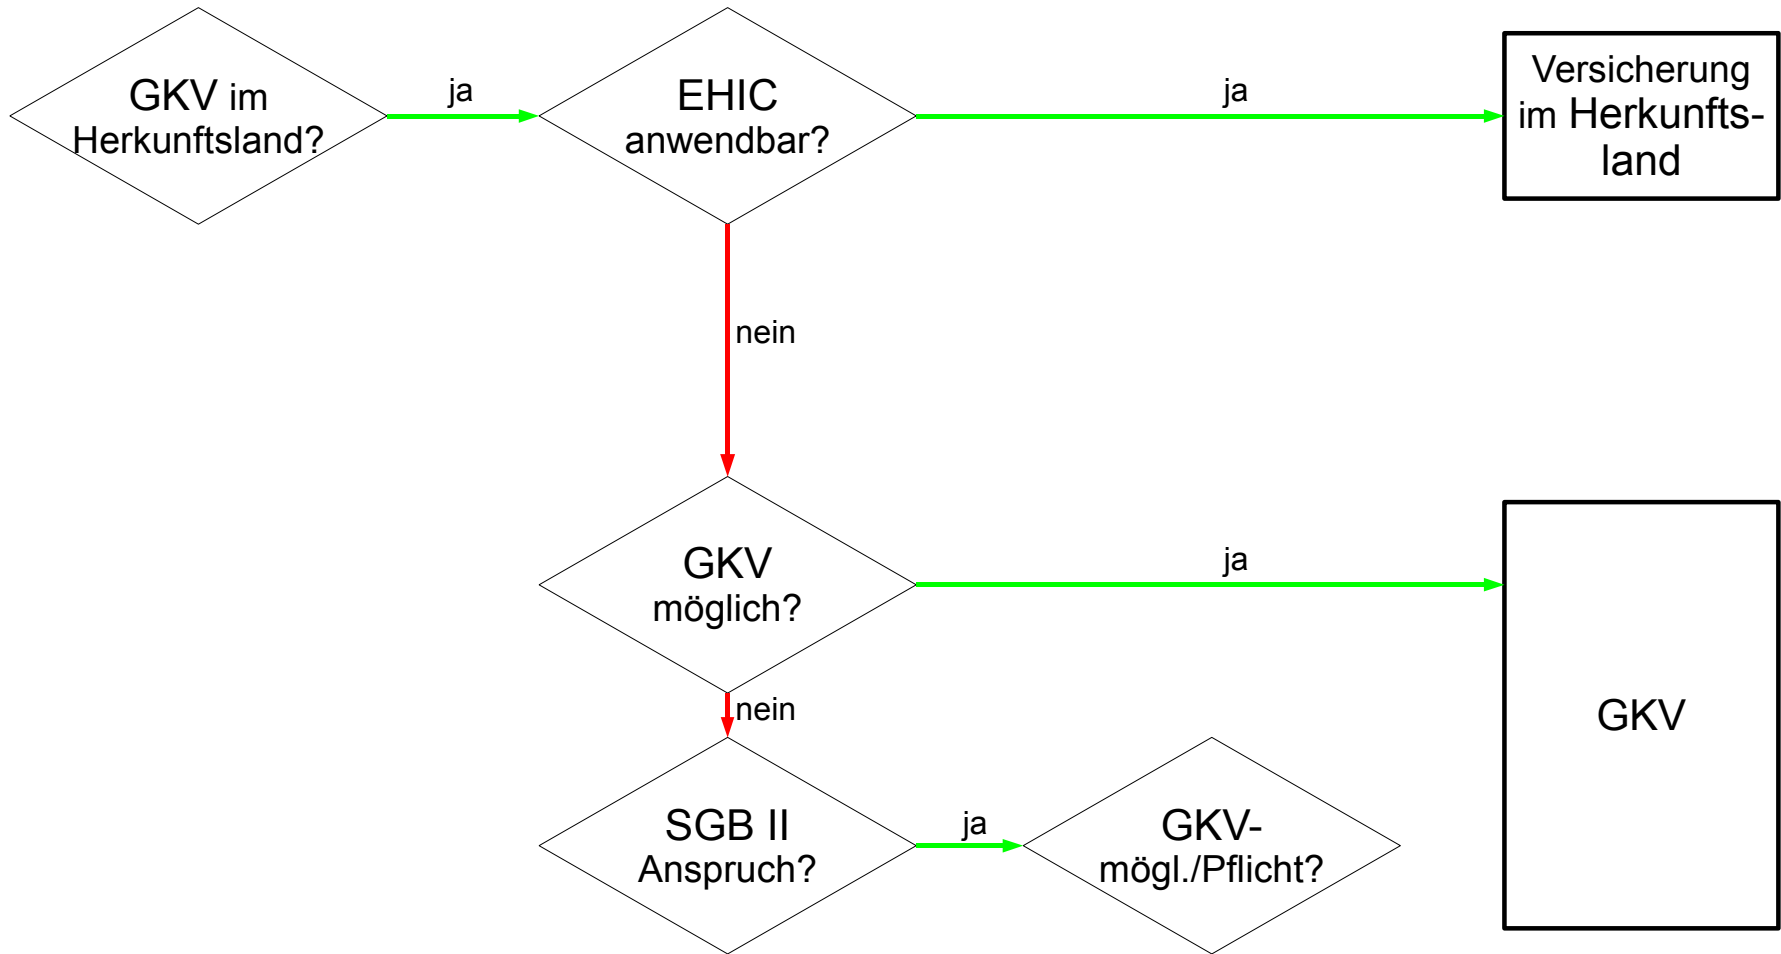 GKV im
Herkunftsland?
ja
EHIC
anwendbar?
ja
Versicherung
im Herkunfts-
land
nein
GKV
möglich?
ja
GKV
nein
SGB II
Anspruch?
ja
GKV-
mögl./Pflicht?